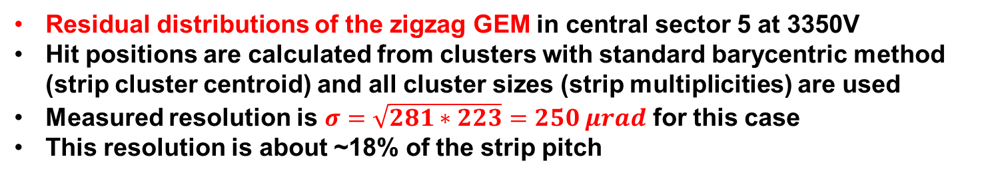 • Residual distributions of the zigzag GEM in central sector 5 at 3350V
• Hit positions are calculated from clusters with standard barycentric method
(strip cluster centroid) and all cluster sizes (strip multiplicities) are used
• Measured resolution is σ = √281 ∗ 223 = 250 μrad for this case
• This resolution is about ~18% of the strip pitch